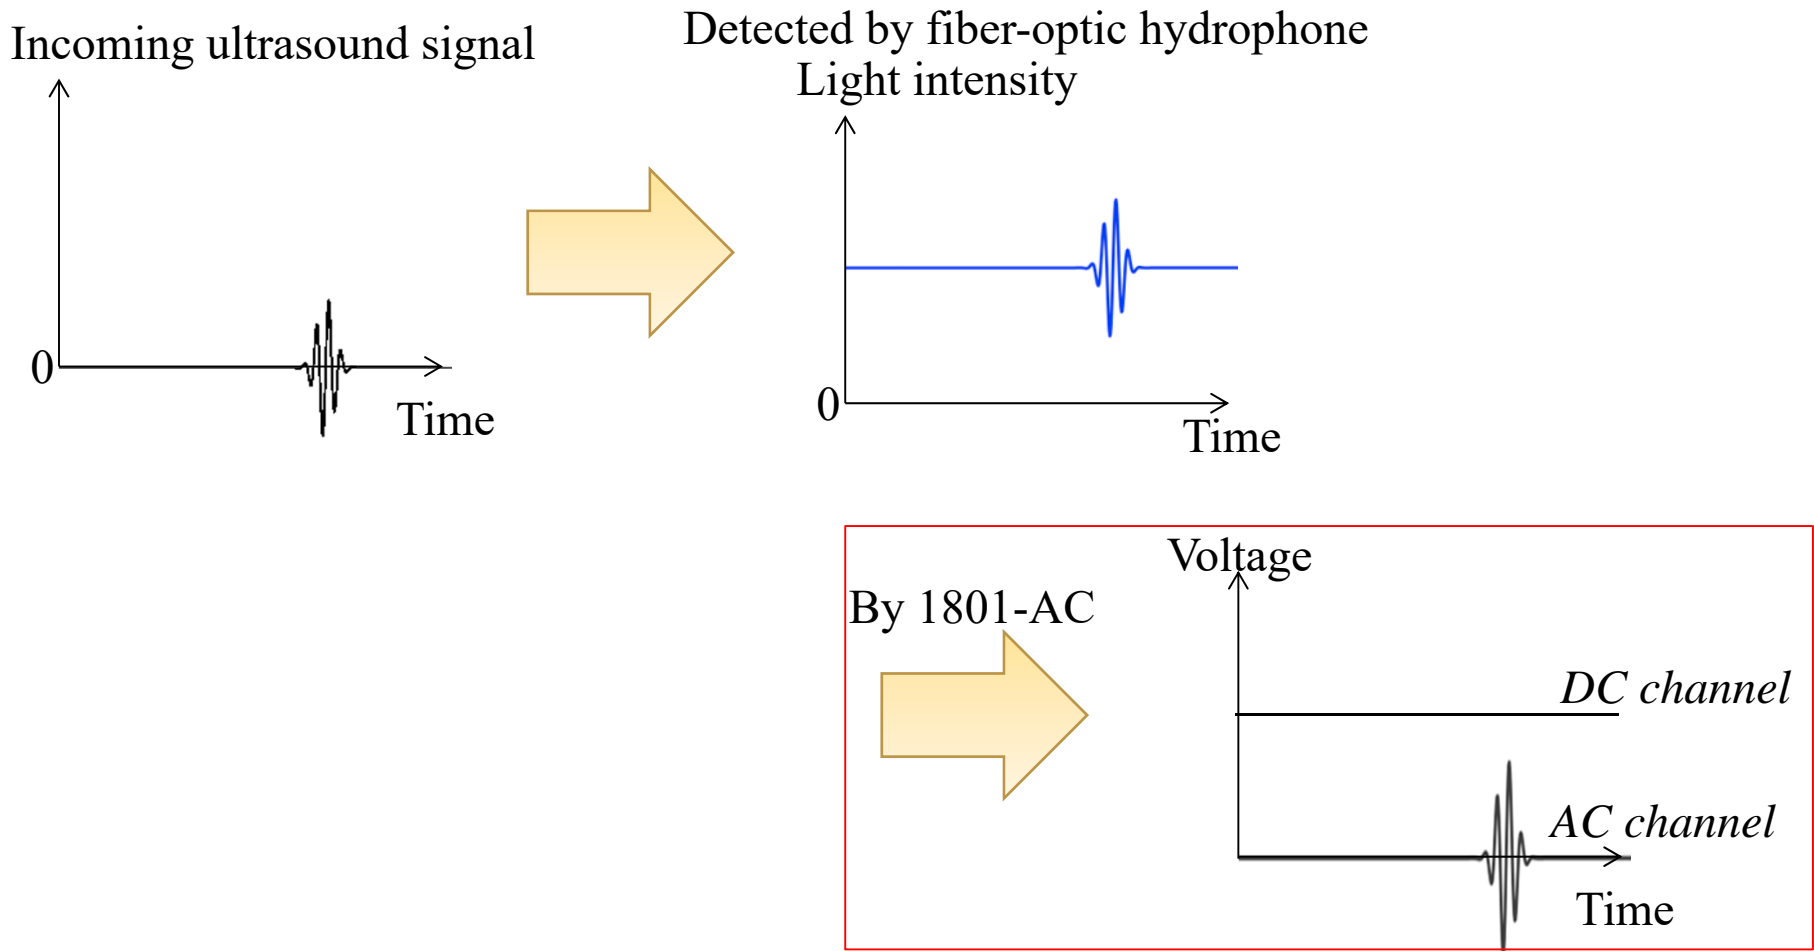 Incoming ultrasound signal
0
Time
Detected by fiber-optic hydrophone
Light intensity
0
Time
By 1801-AC
Voltage
DC channel
AC channel
Time